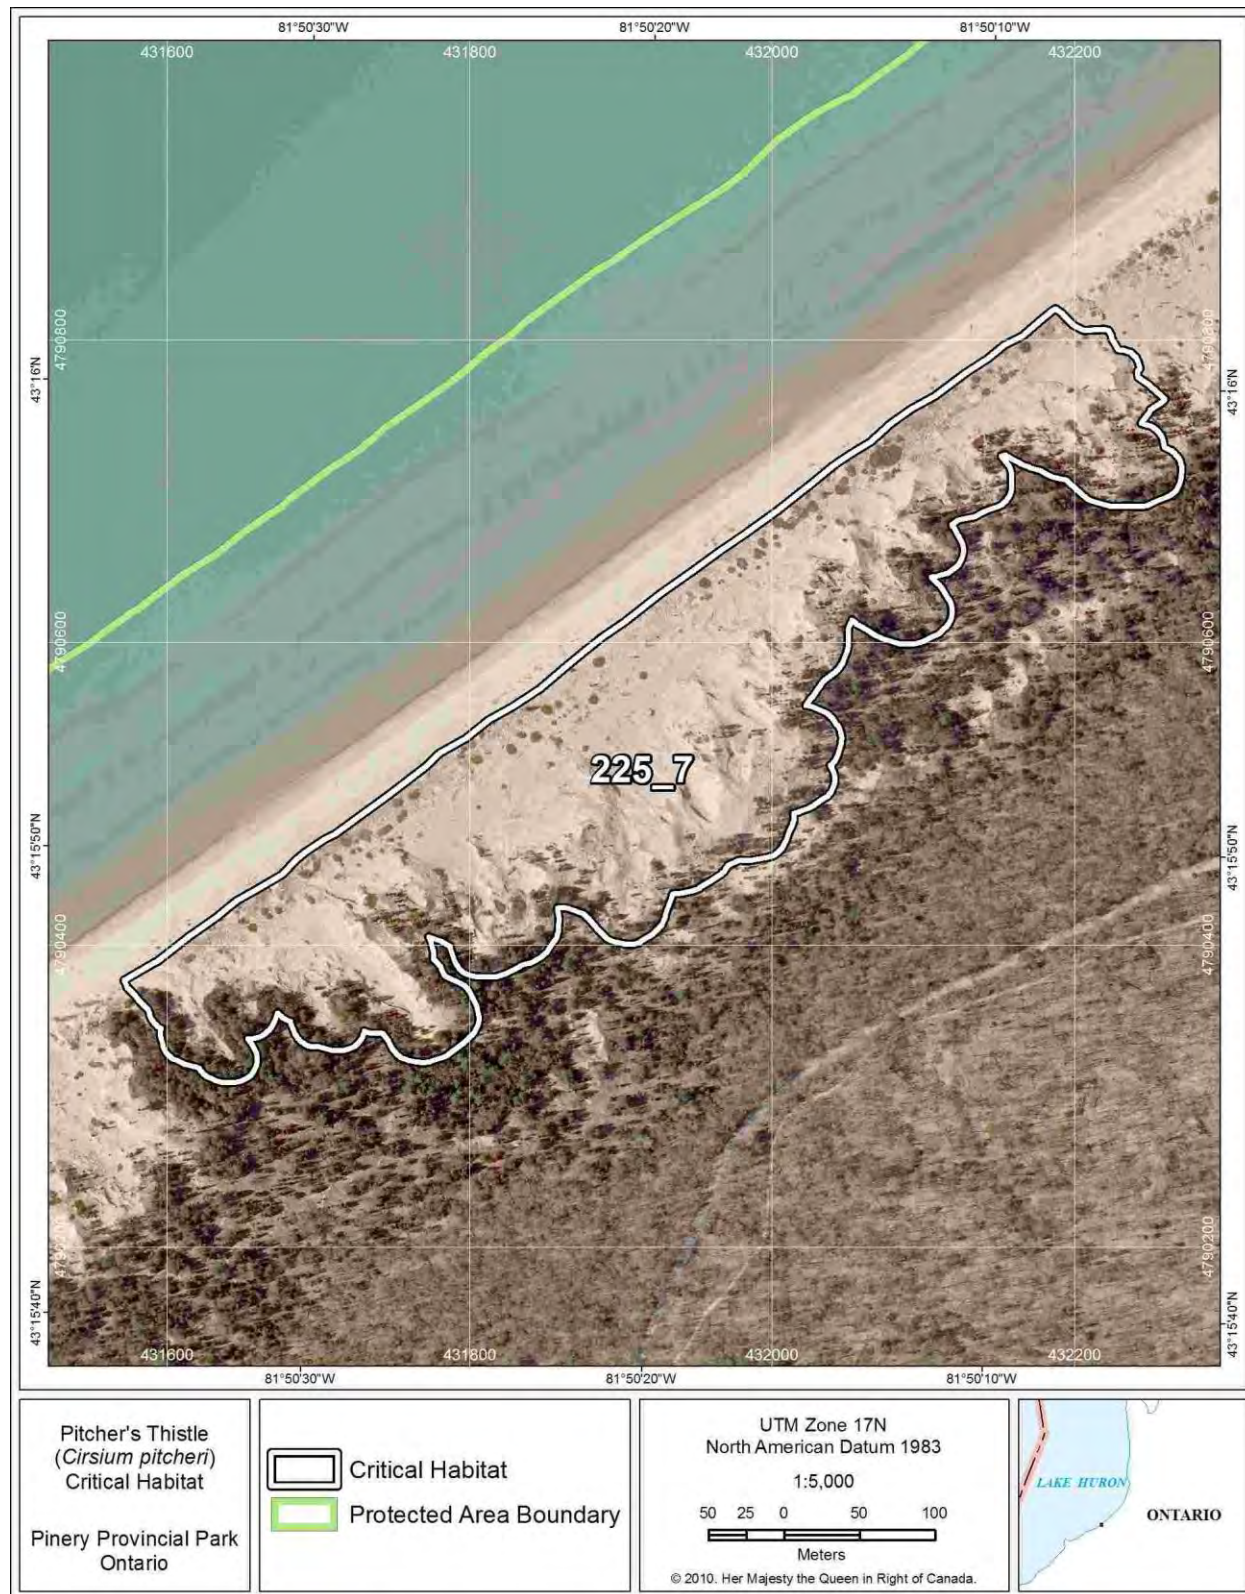 81°50'30"W
81°50'20"W
81°50'10"W
431600
431800
432000
432200
4790800
4790800
43°16'N
43°16'N
4790600
4790600
225_7
43°15'50"N
43°15'50"N
4790400
4790400
4790200
4790200
43°15'40"N
43°15'40"N
431600
431800
432000
432200
81°50'30"W
81°50'20"W
81°50'10"W
Pitcher's Thistle
(Cirsium pitcheri)
Critical Habitat
Pinery Provincial Park
Ontario
Critical Habitat
Protected Area Boundary
UTM Zone 17N
North American Datum 1983
1:5,000
50 25 0 50 100
Meters
© 2010. Her Majesty the Queen in Right of Canada.
LAKE HURON
ONTARIO